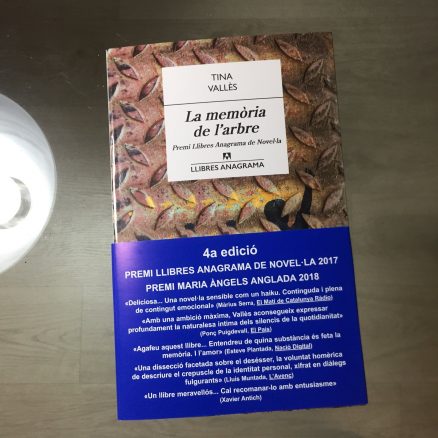 TINA
VALLÈS
La memòria
de l'arbre
Premi Llibres Anagrama de Novel·la
LLIBRES ANAGRAMA
4a edició
PREMI LLIBRES ANAGRAMA DE NOVEL·LA 2017
PREMI MARIA ÀNGELS ANGLADA 2018
«Deliciosa... Una novel·la sensible com un haiku. Continguda i plena
de contingut emocional» (Màrius Serra, El Matí de Catalunya Ràdio)
«Amb una ambició màxima, Vallès aconsegueix expressar
profundament la naturalesa íntima dels silencis de la quotidianitat»
(Ponç Puigdevall, El País)
«Agafeu aquest llibre... Entendreu de quina substància és feta la
memòria. I l'amor» (Esteve Plantada, Nació Digital)
«Una dissecció facetada sobre el desésser, la voluntat homèrica
de descriure el crepuscle de la identitat personal, xifrat en diàlegs
fulgurants» (Lluís Muntada, L'Avenç)
«Un llibre meravellós... Cal recomanar-lo amb entusiasme»
(Xavier Antich)